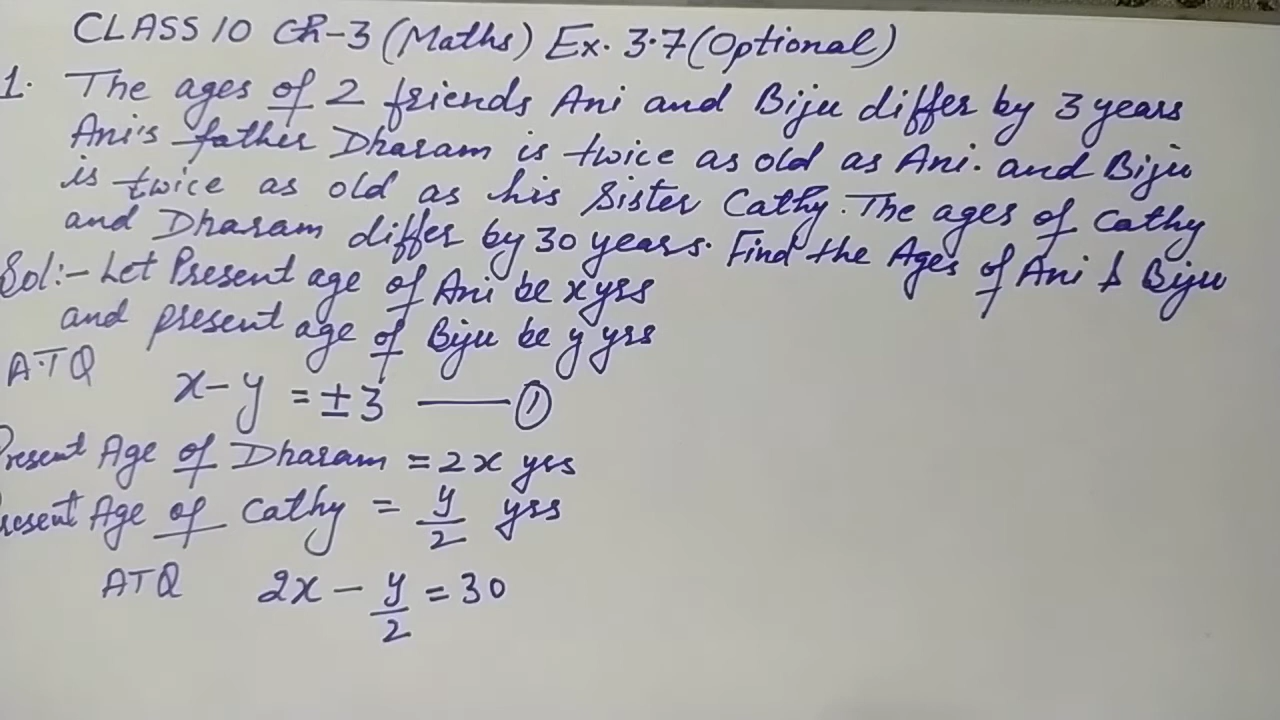 CLASS 10 Ch-3 (Maths) Ex. 3.7 (Optional)
1. The ages of 2 friends Ani and Biju differ by 3 years
Ani's father Dharam is twice as old as Ani. and Biju
is twice as old as his Sister Cathy. The ages of Cathy
and Dharam differ by 30 years. Find the Ages of Ani & Biju
Sol:- Let Present age of Ani be x yrs
and present age of Biju be y yrs
A.T.Q
x - y = ±3 —— ①
Present Age of Dharam = 2x yrs
resent Age of Cathy = y/2 yrs
ATQ 2x - y/2 = 30